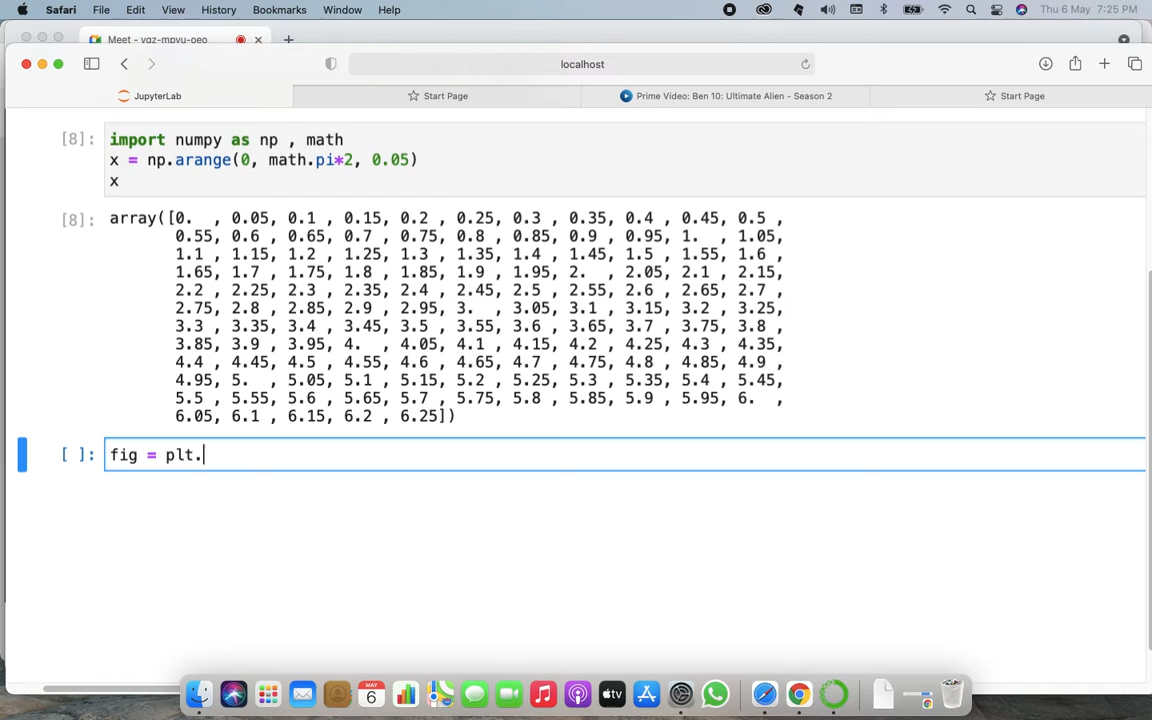 Safari File Edit View History Bookmarks Window Help Thu 6 May 7:25 PM
Meet - vgz-mpvu-oeo
localhost
JupyterLab Start Page Prime Video: Ben 10: Ultimate Alien - Season 2 Start Page
[8]: import numpy as np , math
x = np.arange(0, math.pi*2, 0.05)
x
[8]: array([0.  , 0.05, 0.1 , 0.15, 0.2 , 0.25, 0.3 , 0.35, 0.4 , 0.45, 0.5 ,
0.55, 0.6 , 0.65, 0.7 , 0.75, 0.8 , 0.85, 0.9 , 0.95, 1.  , 1.05,
1.1 , 1.15, 1.2 , 1.25, 1.3 , 1.35, 1.4 , 1.45, 1.5 , 1.55, 1.6 ,
1.65, 1.7 , 1.75, 1.8 , 1.85, 1.9 , 1.95, 2.  , 2.05, 2.1 , 2.15,
2.2 , 2.25, 2.3 , 2.35, 2.4 , 2.45, 2.5 , 2.55, 2.6 , 2.65, 2.7 ,
2.75, 2.8 , 2.85, 2.9 , 2.95, 3.  , 3.05, 3.1 , 3.15, 3.2 , 3.25,
3.3 , 3.35, 3.4 , 3.45, 3.5 , 3.55, 3.6 , 3.65, 3.7 , 3.75, 3.8 ,
3.85, 3.9 , 3.95, 4.  , 4.05, 4.1 , 4.15, 4.2 , 4.25, 4.3 , 4.35,
4.4 , 4.45, 4.5 , 4.55, 4.6 , 4.65, 4.7 , 4.75, 4.8 , 4.85, 4.9 ,
4.95, 5.  , 5.05, 5.1 , 5.15, 5.2 , 5.25, 5.3 , 5.35, 5.4 , 5.45,
5.5 , 5.55, 5.6 , 5.65, 5.7 , 5.75, 5.8 , 5.85, 5.9 , 5.95, 6.  ,
6.05, 6.1 , 6.15, 6.2 , 6.25])
[ ]: fig = plt.
MAY
6
tv